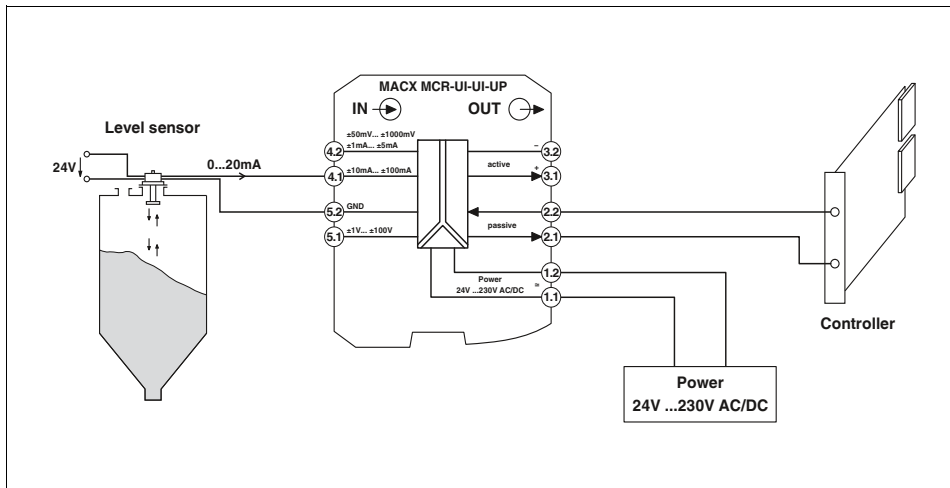 MACX MCR-UI-UI-UP
IN
OUT
Level sensor
±50mV... ±1000mV
±1mA... ±5mA
4.2
–
3.2
24V
0...20mA
4.1
±10mA... ±100mA
active
+
3.1
5.2
GND
2.2
passive
5.1
±1V... ±100V
2.1
Power
24V ...230V AC/DC
1.2
1.1
Controller
Power
24V ...230V AC/DC